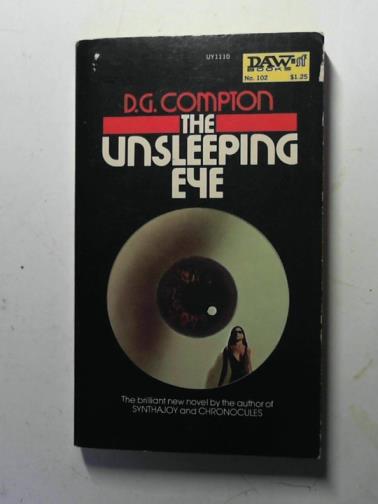 UY1110
DAW=sf
BOOKS
No. 102 $1.25
D.G. COMPTON
THE
UNSLEEPING
EYE
The brilliant new novel by the author of
SYNTHAJOY and CHRONOCULES